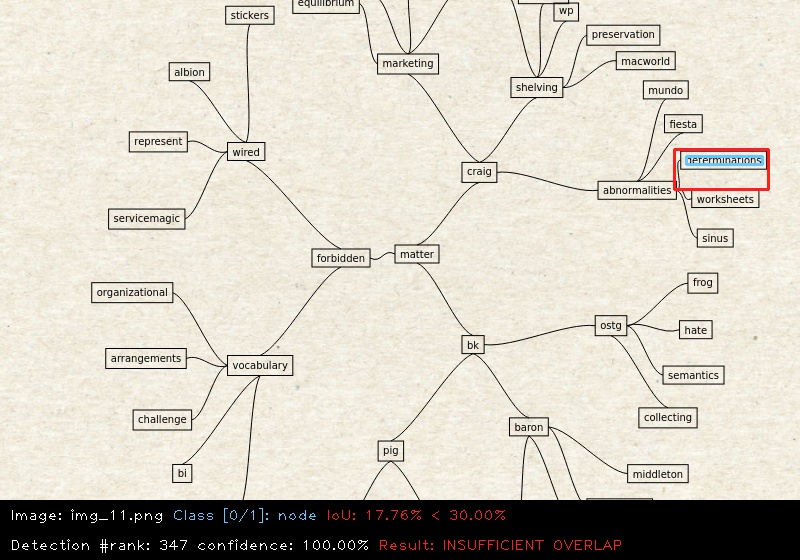 stickers
equilibrium
wp
preservation
marketing
macworld
albion
shelving
mundo
fiesta
represent
wired
determinations
craig
abnormalities
worksheets
servicemagic
sinus
forbidden
matter
frog
organizational
ostg
hate
bk
arrangements
vocabulary
semantics
challenge
collecting
baron
pig
bi
middleton
Image: img_11.png Class [0/1]: node IoU: 17.76% < 30.00%
Detection #rank: 347 confidence: 100.00% Result: INSUFFICIENT OVERLAP